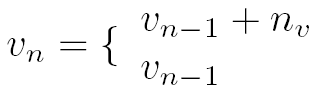 v_n = { v_{n-1} + n_v
v_{n-1}